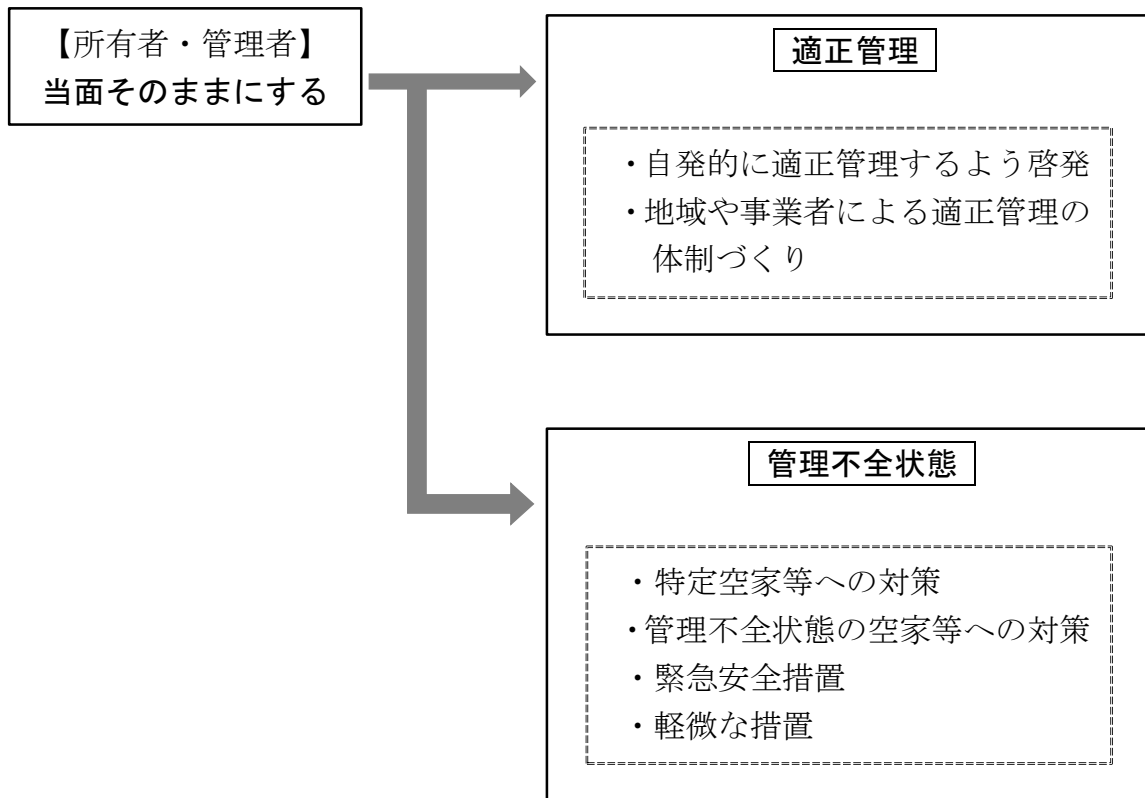 【所有者・管理者】
当面そのままにする
適正管理
・自発的に適正管理するよう啓発
・地域や事業者による適正管理の
体制づくり
管理不全状態
・特定空家等への対策
・管理不全状態の空家等への対策
・緊急安全措置
・軽微な措置